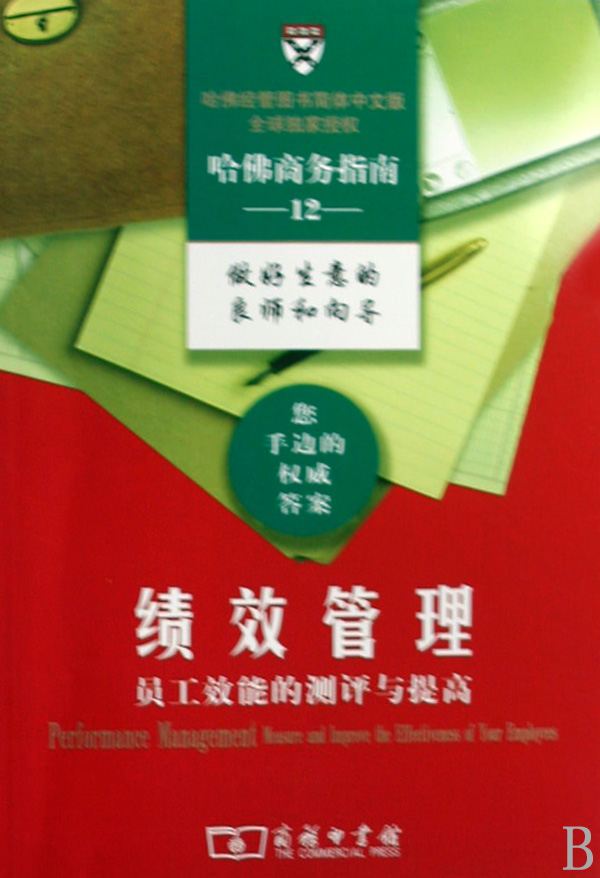 哈佛经管图书简体中文版
全球独家授权
哈佛商务指南
—12—
做好生意的
良师和向导
您
手边的
权威
答案
绩效管理
员工效能的测评与提高
Performance Management Measure and Improve the Effectiveness of Your Employees
商务印书馆
THE COMMERCIAL PRESS
B